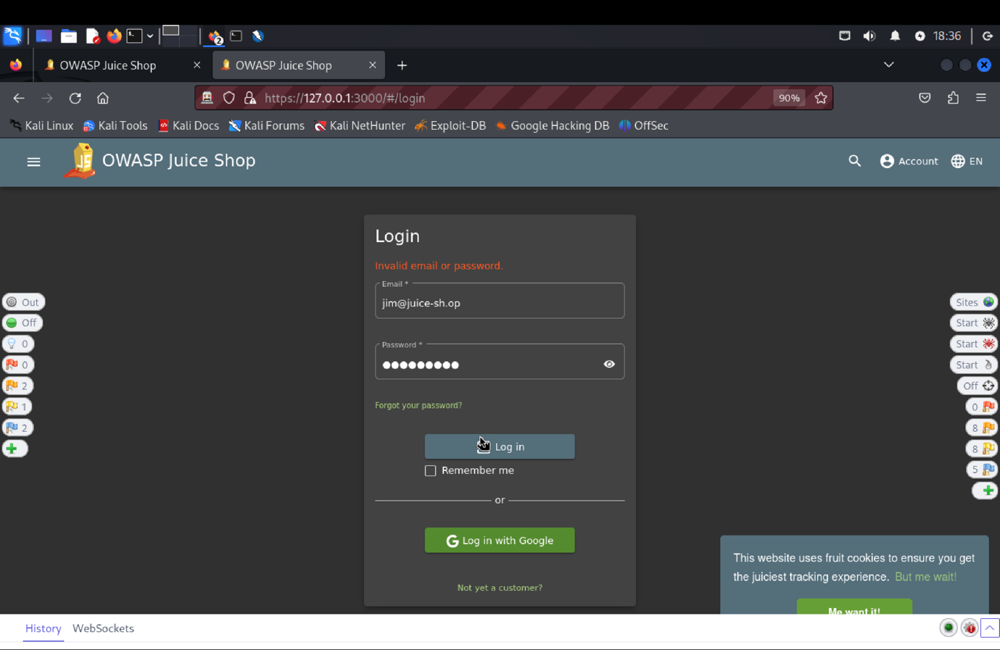 2
18:36
OWASP Juice Shop
OWASP Juice Shop
https://127.0.0.1:3000/#/login
90%
Kali Linux
Kali Tools
Kali Docs
Kali Forums
Kali NetHunter
Exploit-DB
Google Hacking DB
OffSec
JS
OWASP Juice Shop
Account
EN
Login
Invalid email or password.
Email *
jim@juice-sh.op
Password *
Forgot your password?
Log in
Remember me
or
Log in with Google
Not yet a customer?
Out
Off
0
0
2
1
2
Sites
Start
Start
Start
Off
0
8
8
5
This website uses fruit cookies to ensure you get
the juiciest tracking experience. But me wait!
Me want it!
History
WebSockets